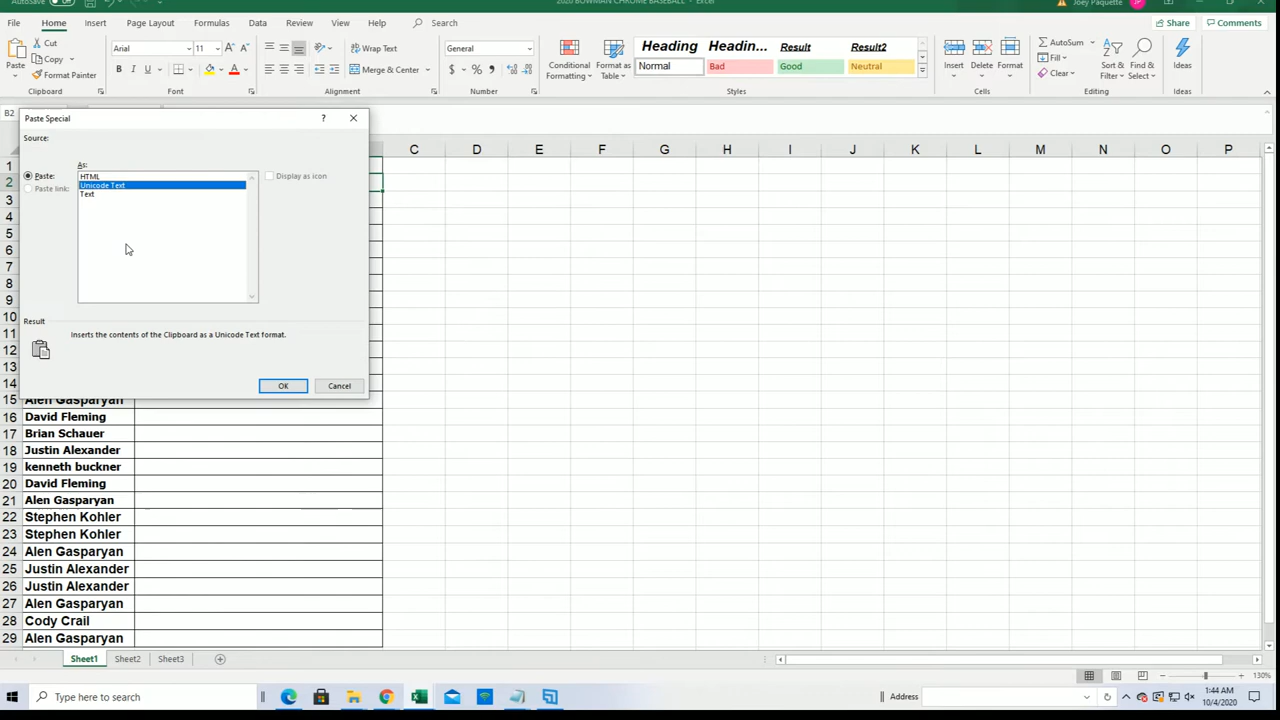 AutoSave Off 2020 BOWMAN CHROME BASEBALL - Excel Joey Paquette JP
File Home Insert Page Layout Formulas Data Review View Help Search Share Comments
Paste Cut Copy Format Painter Clipboard
Arial 11 B I U A Font
Wrap Text Merge & Center Alignment
General $ % , Number
Conditional Formatting Format as Table
Heading Headin... Result Result2
Normal Bad Good Neutral
Styles
Insert Delete Format Cells
AutoSum Fill Clear Sort & Filter Find & Select Editing
Ideas Ideas
B2
Paste Special ? ×
Source:
As:
Paste:
Paste link:
HTML
Unicode Text
Text
Display as icon
Result
Inserts the contents of the Clipboard as a Unicode Text format.
OK Cancel
C D E F G H I J K L M N O P
1
2
3
4
5
6
7
8
9
10
11
12
13
14
15 Alen Gasparyan
16 David Fleming
17 Brian Schauer
18 Justin Alexander
19 kenneth buckner
20 David Fleming
21 Alen Gasparyan
22 Stephen Kohler
23 Stephen Kohler
24 Alen Gasparyan
25 Justin Alexander
26 Justin Alexander
27 Alen Gasparyan
28 Cody Crail
29 Alen Gasparyan
Sheet1 Sheet2 Sheet3
130%
Type here to search
Address
1:44 AM
10/4/2020